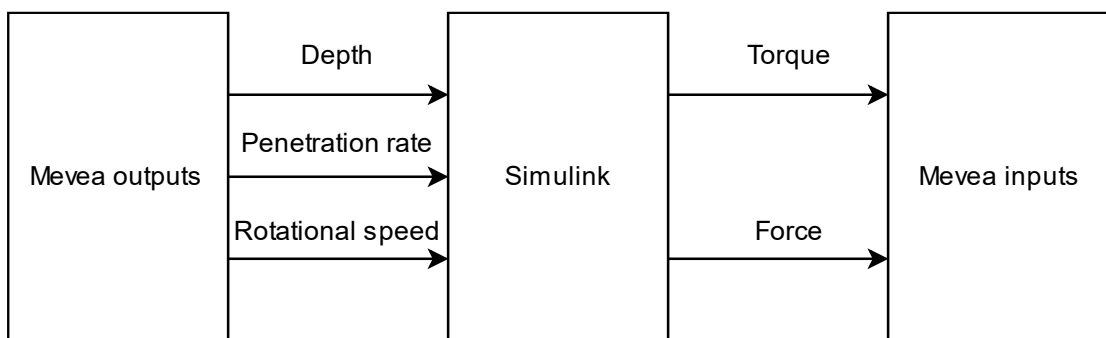 Depth
Torque
Penetration rate
Mevea outputs
Simulink
Mevea inputs
Rotational speed
Force